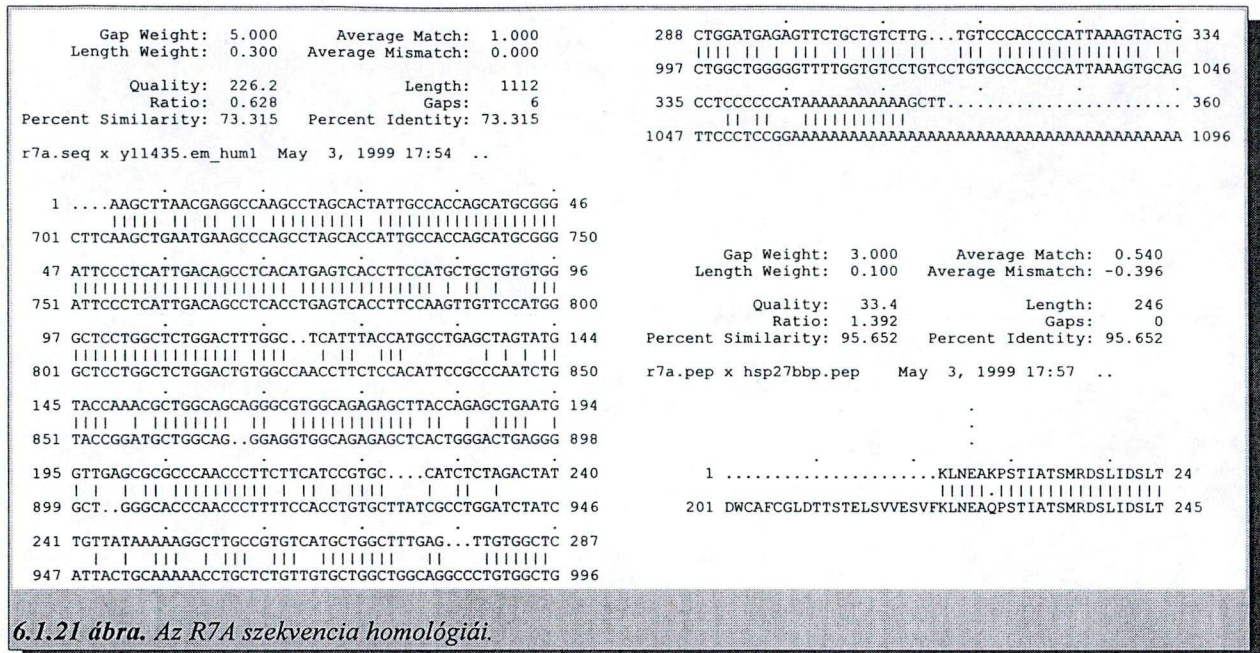 Gap Weight: 5.000 Average Match: 1.000
Length Weight: 0.300 Average Mismatch: 0.000
Quality: 226.2 Length: 1112
Ratio: 0.628 Gaps: 6
Percent Similarity: 73.315 Percent Identity: 73.315
r7a.seq x y11435.em_hum1 May 3, 1999 17:54 ..
1 ....AAGCTTAACGAGGCCAAGCCTAGCACTATTGCCACCAGCATGCGGG 46
701 CTTCAAGCTGAATGAAGCCCAGCCTAGCACCATTGCCACCAGCATGCGGG 750
47 ATTCCCTCATTGACAGCCTCACATGAGTCACCTTCCATGCTGCTGTGTGG 96
751 ATTCCCTCATTGACAGCCTCACCTGAGTCACCTTCCAAGTTGTTCCATGG 800
97 GCTCCTGGCTCTGGACTTTGGC..TCATTTACCATGCCTGAGCTAGTATG 144
801 GCTCCTGGCTCTGGACTGTGGCCAACCTTCTCCACATTCCGCCCAATCTG 850
145 TACCAAACGCTGGCAGCAGGGCGTGGCAGAGAGCTTACCAGAGCTGAATG 194
851 TACCGGATGCTGGCAG..GGAGGTGGCAGAGAGCTCACTGGGACTGAGGG 898
195 GTTGAGCGCGCCCAACCCTTCTTCATCCGTGC....CATCTCTAGACTAT 240
899 GCT..GGGCACCCAACCCTTTTCCACCTGTGCTTATCGCCTGGATCTATC 946
241 TGTTATAAAAAGGCTTGCCGTGTCATGCTGGCTTTGAG...TTGTGGCTC 287
947 ATTACTGCAAAAACCTGCTCTGTTGTGCTGGCTGGCAGGCCCTGTGGCTG 996
288 CTGGATGAGAGTTCTGCTGTCTTG...TGTCCCACCCCATTAAAGTACTG 334
997 CTGGCTGGGGGTTTTGGTGTCCTGTCCTGTGCCACCCCATTAAAGTGCAG 1046
335 CCTCCCCCCATAAAAAAAAAAAGCTT........................ 360
1047 TTCCCTCCGGAAAAAAAAAAAAAAAAAAAAAAAAAAAAAAAAAAAAAAAA 1096
Gap Weight: 3.000 Average Match: 0.540
Length Weight: 0.100 Average Mismatch: -0.396
Quality: 33.4 Length: 246
Ratio: 1.392 Gaps: 0
Percent Similarity: 95.652 Percent Identity: 95.652
r7a.pep x hsp27bbp.pep May 3, 1999 17:57 ..
1 ......................KLNEAKPSTIATSMRDSLIDSLT 24
201 DWCAFCGLDTTSTELSVVESVFKLNEAQPSTIATSMRDSLIDSLT 245
6.1.21 ábra. Az R7A szekvencia homológiái.